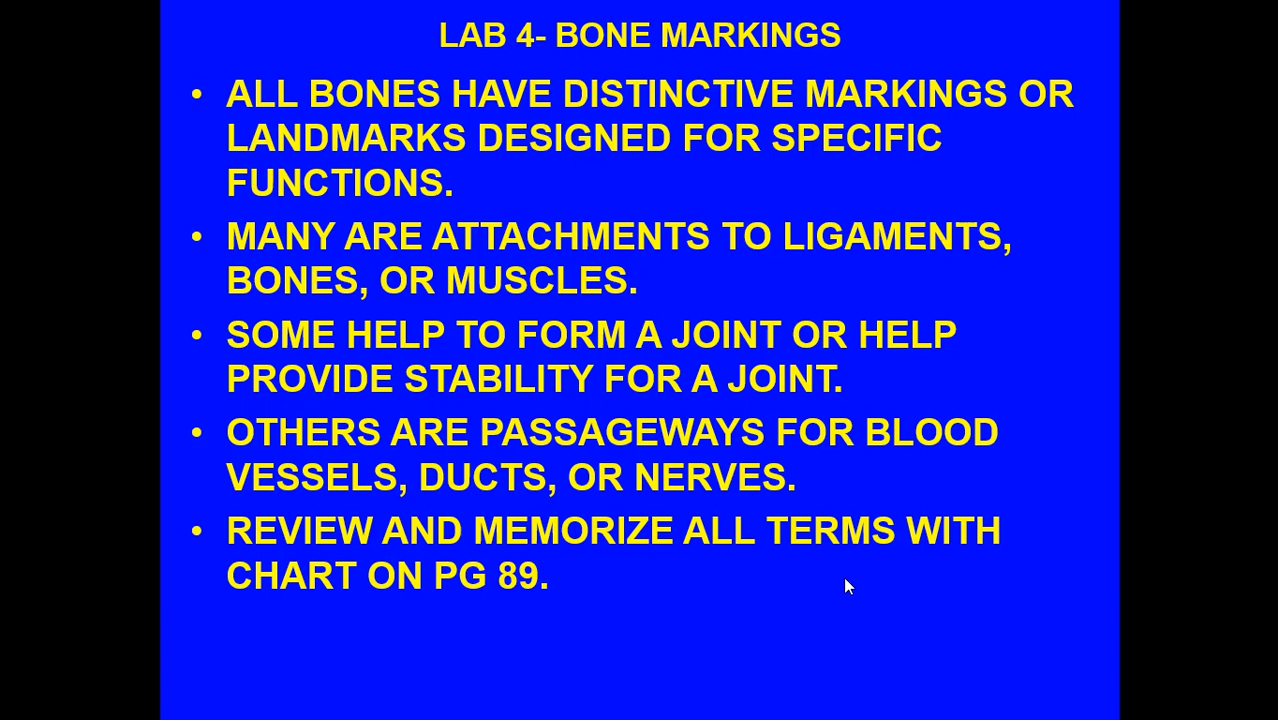 LAB 4- BONE MARKINGS
• ALL BONES HAVE DISTINCTIVE MARKINGS OR
LANDMARKS DESIGNED FOR SPECIFIC
FUNCTIONS.
• MANY ARE ATTACHMENTS TO LIGAMENTS,
BONES, OR MUSCLES.
• SOME HELP TO FORM A JOINT OR HELP
PROVIDE STABILITY FOR A JOINT.
• OTHERS ARE PASSAGEWAYS FOR BLOOD
VESSELS, DUCTS, OR NERVES.
• REVIEW AND MEMORIZE ALL TERMS WITH
CHART ON PG 89.